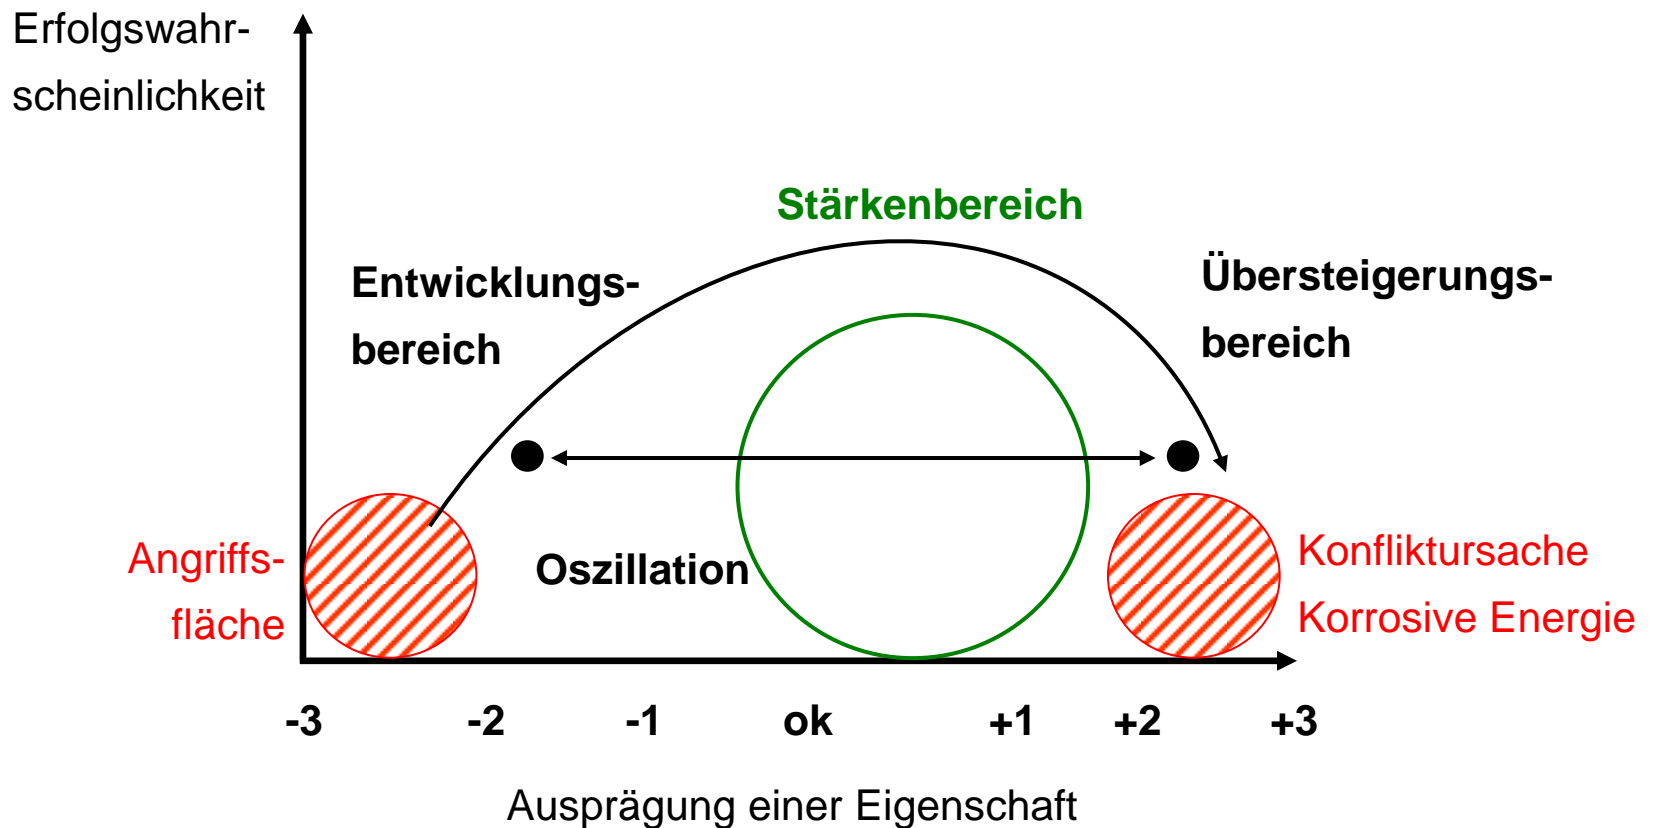 Erfolgswahr-
scheinlichkeit
Stärkenbereich
Entwicklungs-
bereich
Übersteigerungs-
bereich
Angriffs-
fläche
Oszillation
Konfliktursache
Korrosive Energie
-3 -2 -1 ok +1 +2 +3
Ausprägung einer Eigenschaft